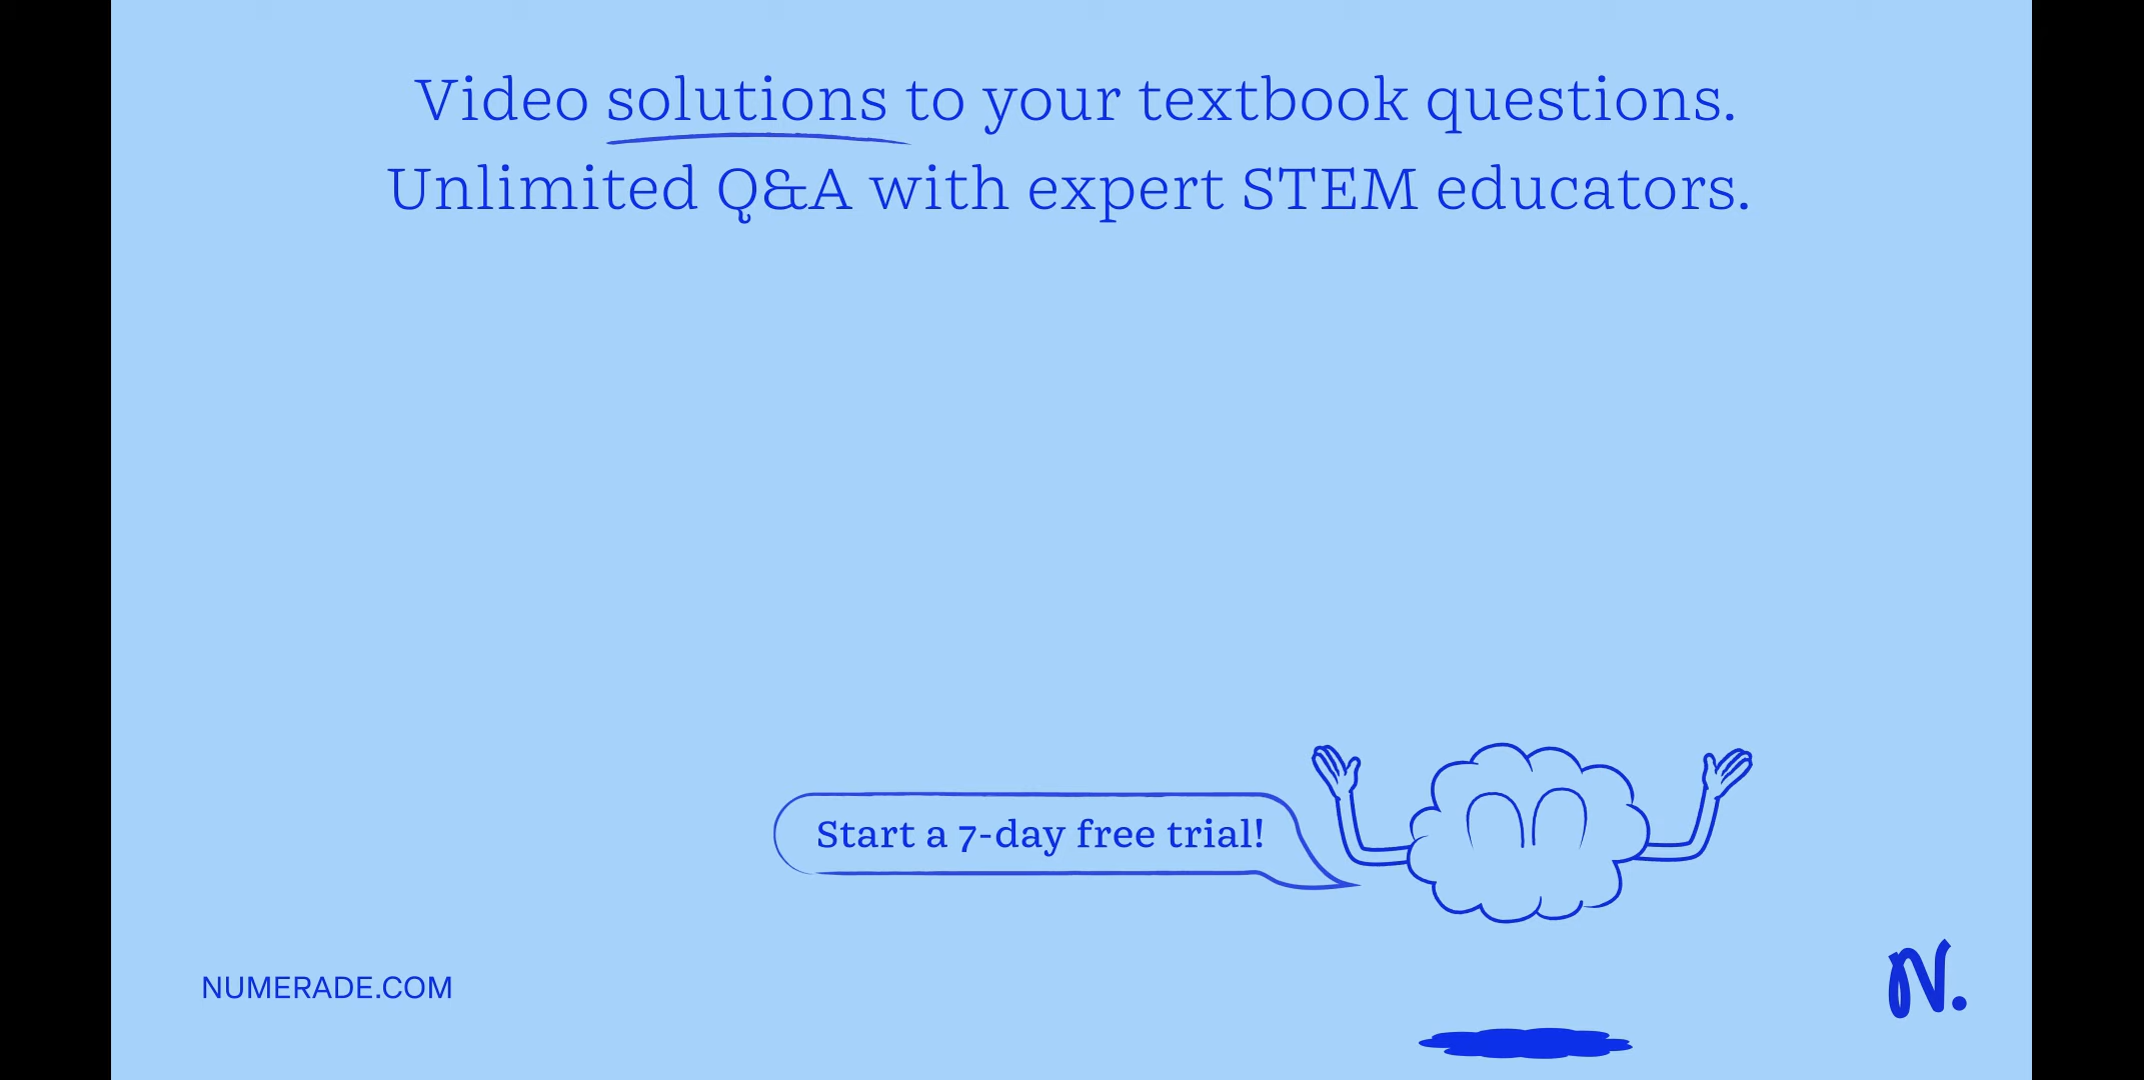 Video solutions to your textbook questions.
Unlimited Q&A with expert STEM educators.
Start a 7-day free trial!
NUMERADE.COM
N.